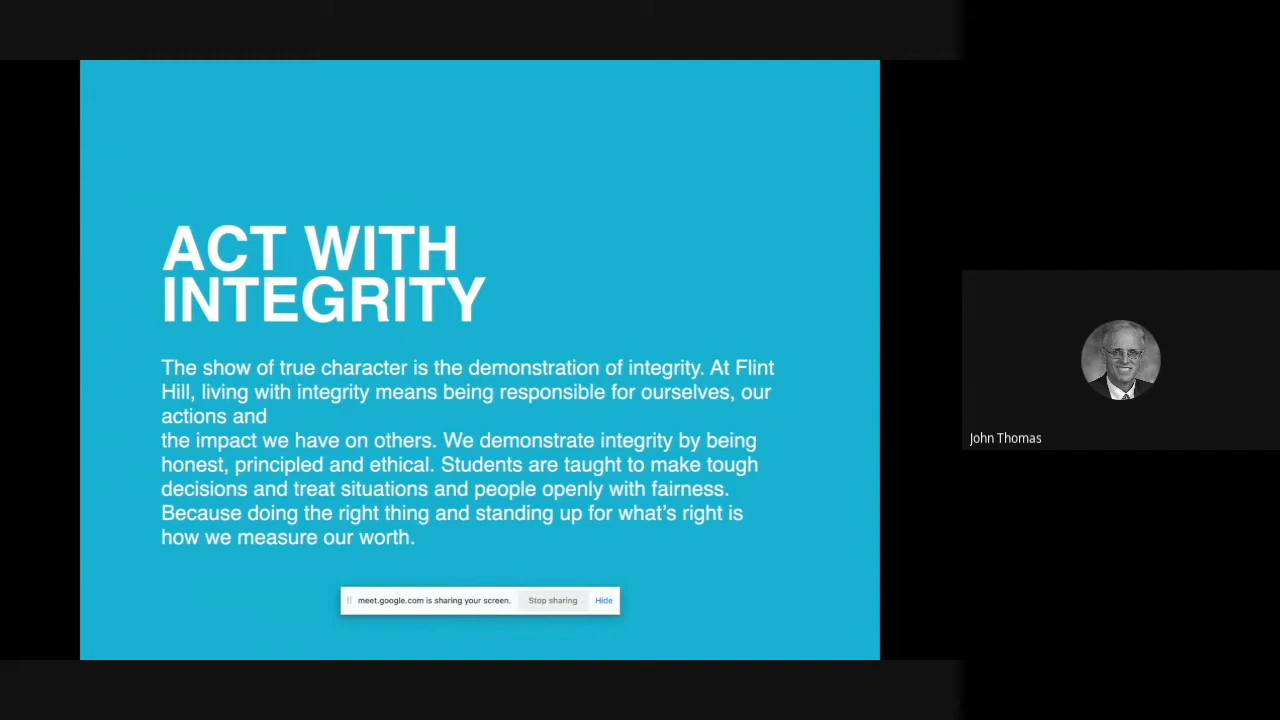 ACT WITH
INTEGRITY
The show of true character is the demonstration of integrity. At Flint
Hill, living with integrity means being responsible for ourselves, our
actions and
the impact we have on others. We demonstrate integrity by being
honest, principled and ethical. Students are taught to make tough
decisions and treat situations and people openly with fairness.
Because doing the right thing and standing up for what’s right is
how we measure our worth.
meet.google.com is sharing your screen. Stop sharing Hide
John Thomas